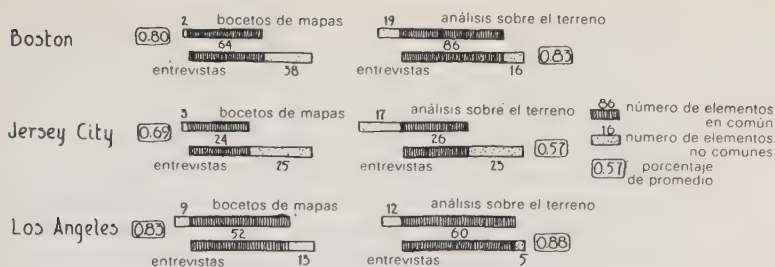 2 bocetos de mapas 19 análisis sobre el terreno
Boston 0.80 64 86 0.83
entrevistas 38 entrevistas 16
3 bocetos de mapas 17 análisis sobre el terreno 86 número de elementos en común
Jersey City 0.69 24 26 0.57 16 numero de elementos no comunes
entrevistas 25 entrevistas 23 0.57 porcentaje de promedio
9 bocetos de mapas 12 análisis sobre el terreno
Los Angeles 0.83 52 60 0.88
entrevistas 13 entrevistas 5